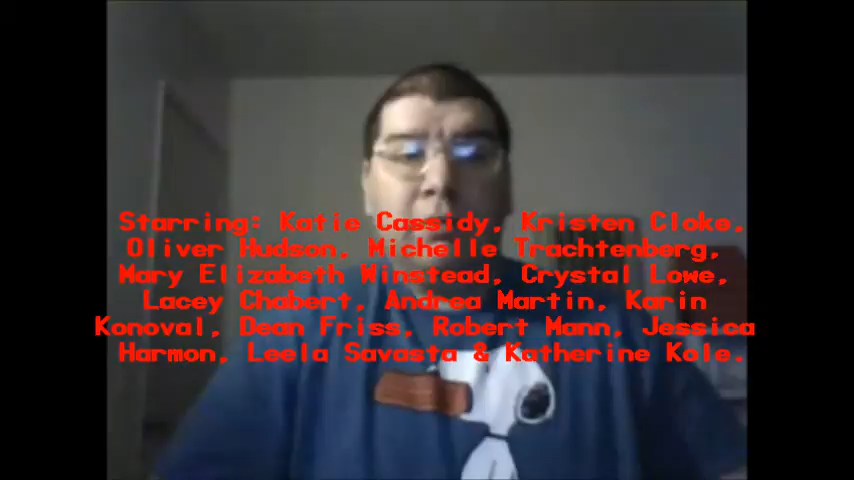 Starring: Katie Cassidy, Kristen Cloke,
Oliver Hudson, Michelle Trachtenberg,
Mary Elizabeth Winstead, Crystal Lowe,
Lacey Chabert, Andrea Martin, Karin
Konoval, Dean Friss, Robert Mann, Jessica
Harmon, Leela Savasta & Katherine Kole.